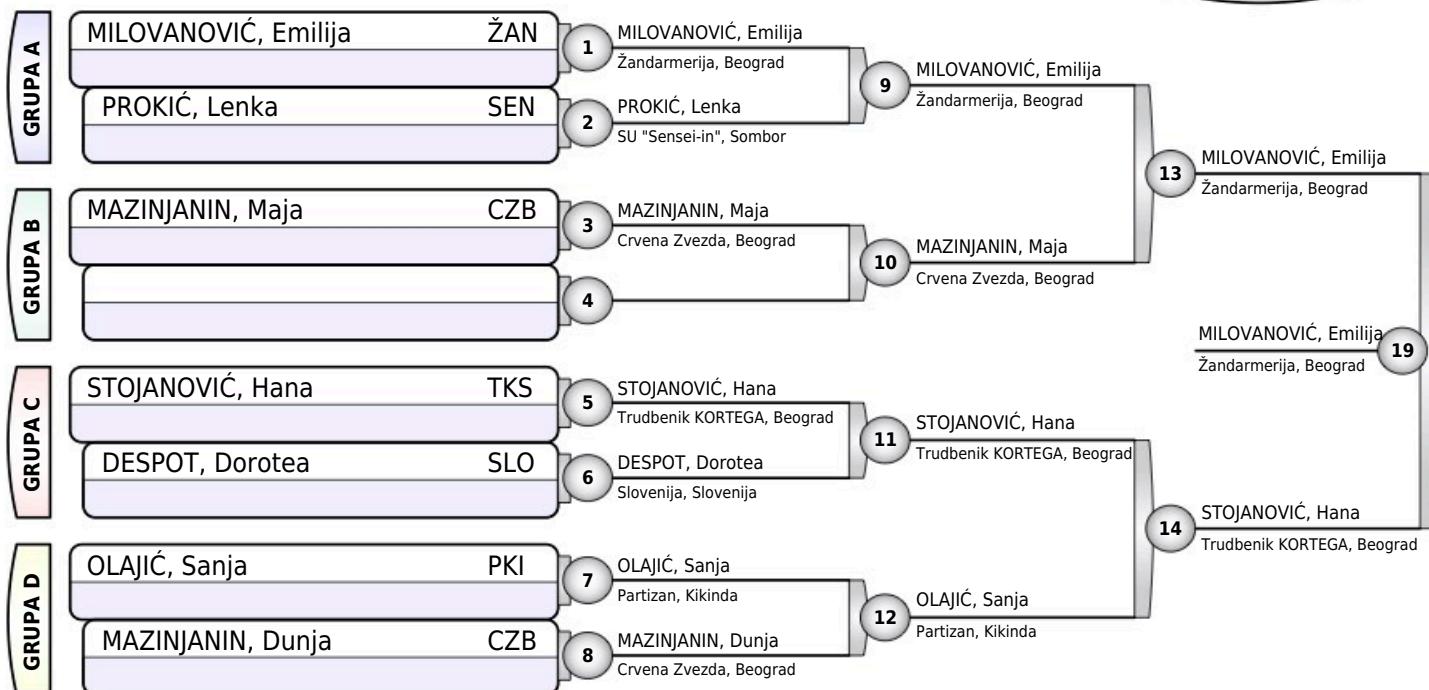 GRUPA A
MILOVANOVIĆ, Emilija ŽAN
PROKIĆ, Lenka SEN
GRUPA B
MAZINJANIN, Maja CZB
GRUPA C
STOJANOVIĆ, Hana TKS
DESPOT, Dorotea SLO
GRUPA D
OLAJIĆ, Sanja PKI
MAZINJANIN, Dunja CZB
1
MILOVANOVIĆ, Emilija
Žandarmerija, Beograd
2
PROKIĆ, Lenka
SU "Sensei-in", Sombor
3
MAZINJANIN, Maja
Crvena Zvezda, Beograd
4
5
STOJANOVIĆ, Hana
Trudbenik KORTEGA, Beograd
6
DESPOT, Dorotea
Slovenija, Slovenija
7
OLAJIĆ, Sanja
Partizan, Kikinda
8
MAZINJANIN, Dunja
Crvena Zvezda, Beograd
9
MILOVANOVIĆ, Emilija
Žandarmerija, Beograd
10
MAZINJANIN, Maja
Crvena Zvezda, Beograd
11
STOJANOVIĆ, Hana
Trudbenik KORTEGA, Beograd
12
OLAJIĆ, Sanja
Partizan, Kikinda
13
MILOVANOVIĆ, Emilija
Žandarmerija, Beograd
14
STOJANOVIĆ, Hana
Trudbenik KORTEGA, Beograd
MILOVANOVIĆ, Emilija
Žandarmerija, Beograd
19